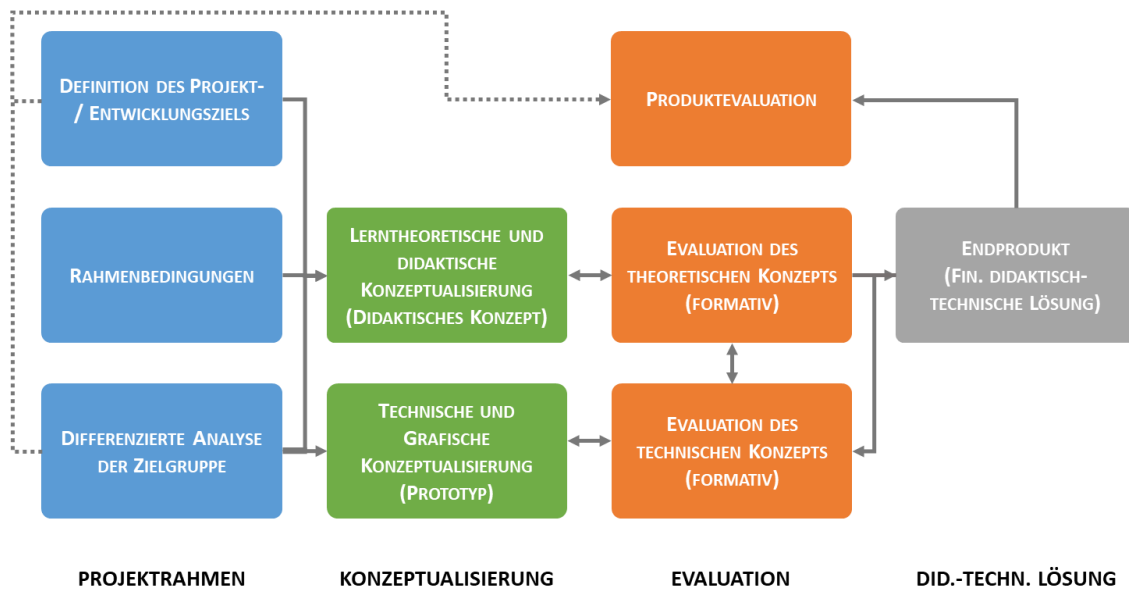 Definition des Projekt-
/ Entwicklungsziels
Produktevaluation
Rahmenbedingungen
Lerntheoretische und
didaktische
Konzeptualisierung
(Didaktisches Konzept)
Evaluation des
theoretischen Konzepts
(formativ)
Endprodukt
(Fin. didaktisch-
technische Lösung)
Differenzierte Analyse
der Zielgruppe
Technische und
Grafische
Konzeptualisierung
(Prototyp)
Evaluation des
technischen Konzepts
(formativ)
PROJEKTRAHMEN
KONZEPTUALISIERUNG
EVALUATION
DID.-TECHN. LÖSUNG